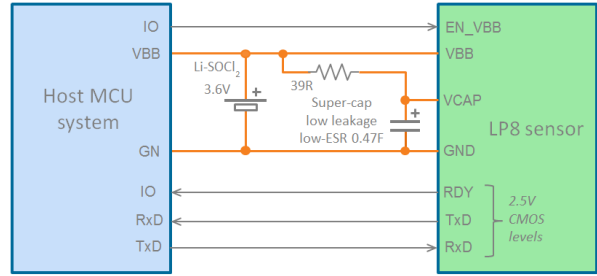 IO
EN_VBB
VBB
VBB
Li-SOCl₂
3.6V
39R
Host MCU
system
Super-cap
low leakage
low-ESR 0.47F
VCAP
LP8 sensor
GN
GND
IO
RDY
RxD
TxD
TxD
RxD
2.5V
CMOS
levels
+
+